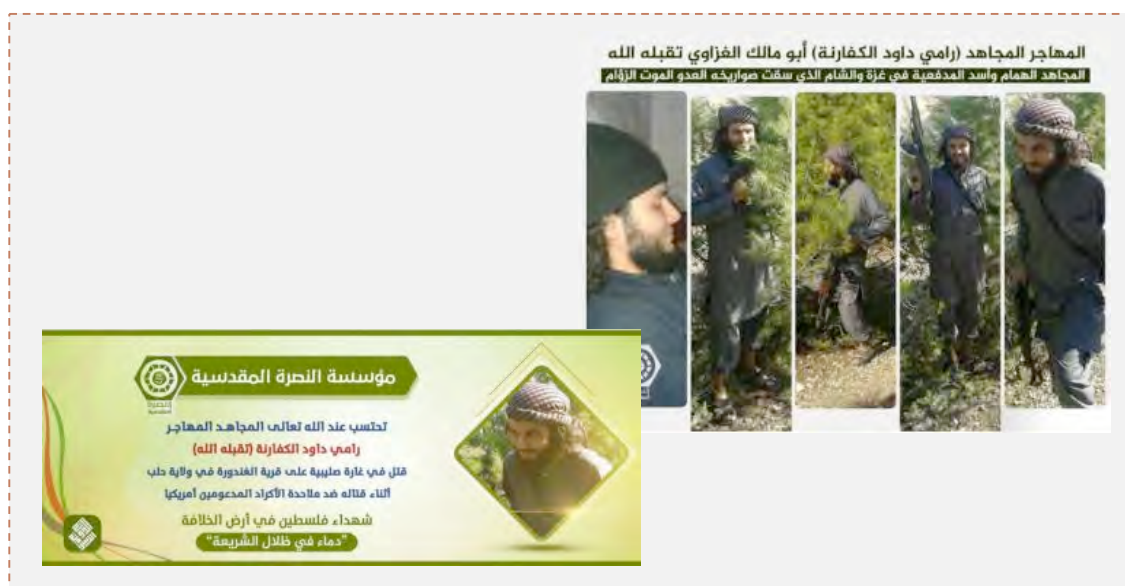 المهاجر المجاهد (رامي داود الكفارنة) أبو مالك الغزاوي تقبله الله
المجاهد الهمام وأسد المدفعية في غزة والشام الذي سقت صواريخه العدو الموت الزؤام
مؤسسة النصرة المقدسية
النصرة
المقدسية
تحتسب عند الله تعالى المجاهد المهاجر
رامي داود الكفارنة (تقبله الله)
قتل في غارة صليبية على قرية الغندورة في ولاية حلب
أثناء قتاله ضد ملاحدة الأكراد المدعومين أمريكيا
شهداء فلسطين في أرض الخلافة
"دماء في ظلال الشريعة"